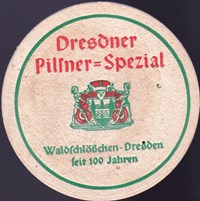 Dresdner
Pilsner=Spezial
Waldschlößchen-Dresden
seit 100 Jahren